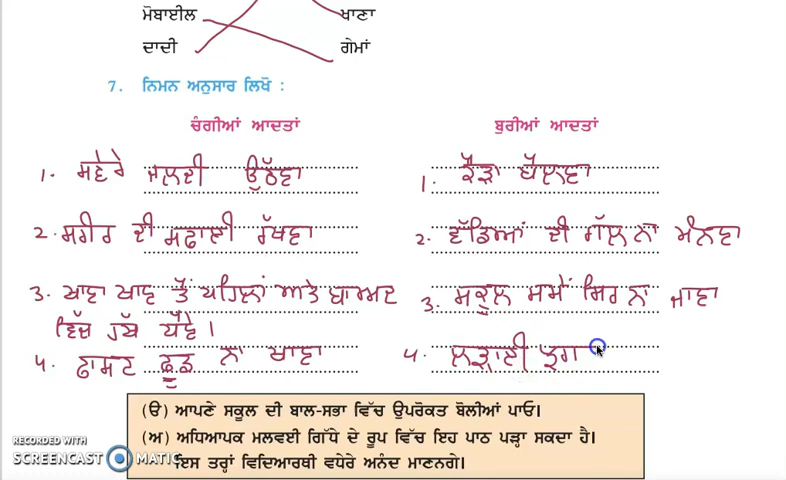 ਮੋਬਾਈਲ ਖਾਣਾ
ਦਾਦੀ ਗੇਮਾਂ
7. ਨਿਮਨ ਅਨੁਸਾਰ ਲਿਖੋ :
ਚੰਗੀਆਂ ਆਦਤਾਂ ਬੁਰੀਆਂ ਆਦਤਾਂ
1. ਸਵੇਰੇ ਜਲਦੀ ਉੱਠਣਾ
1. ਕੌੜਾ ਬੋਲਣਾ
2. ਸਰੀਰ ਦੀ ਸਫਾਈ ਰੱਖਣਾ
2. ਵੱਡਿਆਂ ਦੀ ਗੱਲ ਨਾ ਮੰਨਣਾ
3. ਖਾਣਾ ਖਾਣ ਤੋਂ ਪਹਿਲਾਂ ਅਤੇ ਬਾਅਦ
ਵਿੱਚ ਹੱਥ ਧੋਣੇ।
3. ਸਕੂਲ ਸਮੇਂ ਸਿਰ ਨਾ ਜਾਣਾ
4. ਫਾਸਟ ਫੂਡ ਨਾ ਖਾਣਾ
4. ਲੜਾਈ ਝਗ
(ੳ) ਆਪਣੇ ਸਕੂਲ ਦੀ ਬਾਲ-ਸਭਾ ਵਿੱਚ ਉਪਰੋਕਤ ਬੋਲੀਆਂ ਪਾਓ।
(ਅ) ਅਧਿਆਪਕ ਮਲਵਈ ਗਿੱਧੇ ਦੇ ਰੂਪ ਵਿੱਚ ਇਹ ਪਾਠ ਪੜ੍ਹਾ ਸਕਦਾ ਹੈ।
ਇਸ ਤਰ੍ਹਾਂ ਵਿਦਿਆਰਥੀ ਵਧੇਰੇ ਅਨੰਦ ਮਾਣਨਗੇ।
RECORDED WITH
SCREENCAST MATIC